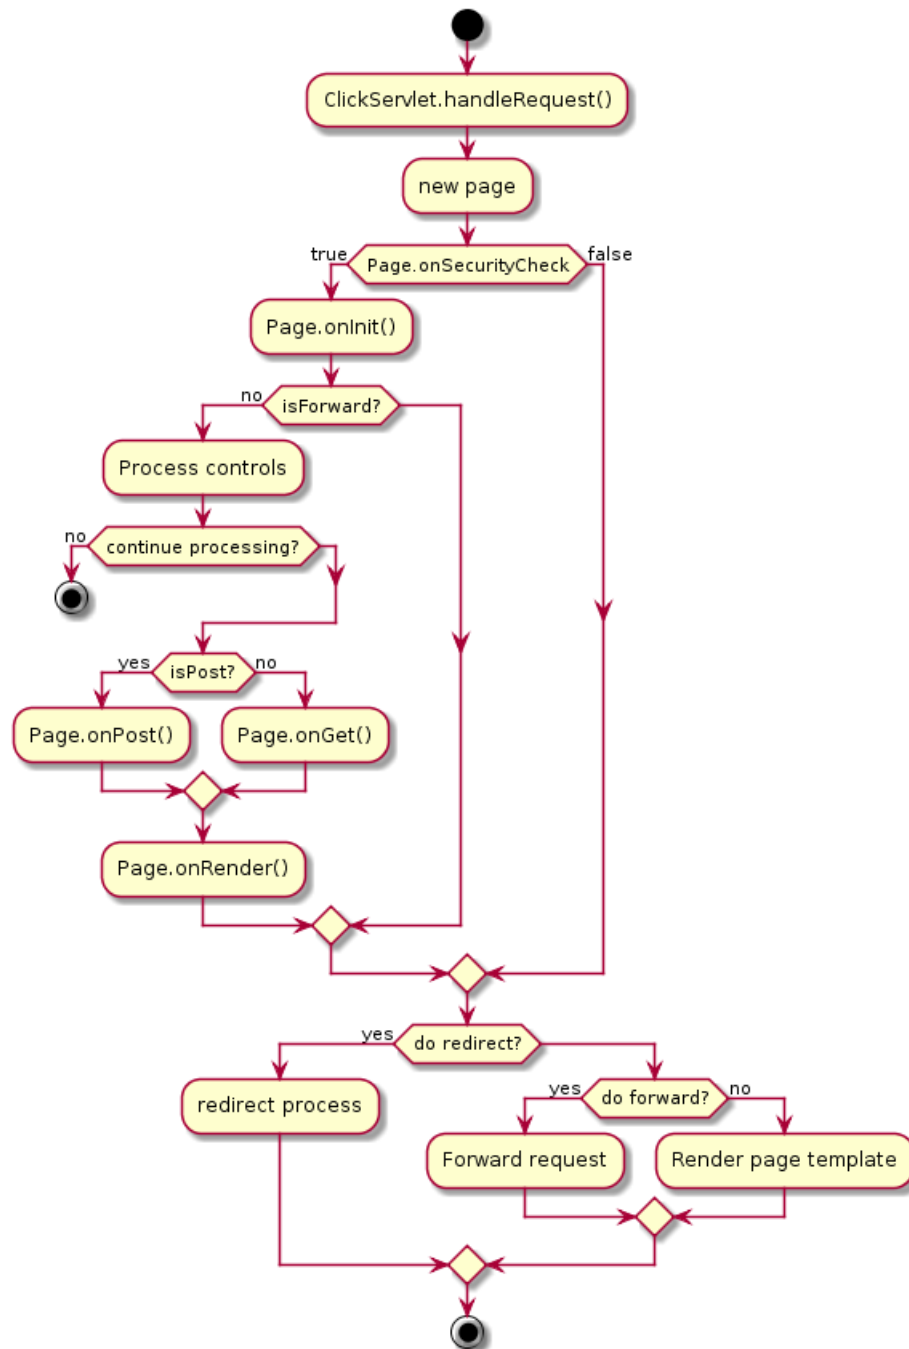 ClickServlet.handleRequest()
new page
true
Page.onSecurityCheck
false
Page.onInit()
no
isForward?
Process controls
no
continue processing?
yes
isPost?
no
Page.onPost()
Page.onGet()
Page.onRender()
yes
do redirect?
redirect process
yes
do forward?
no
Forward request
Render page template